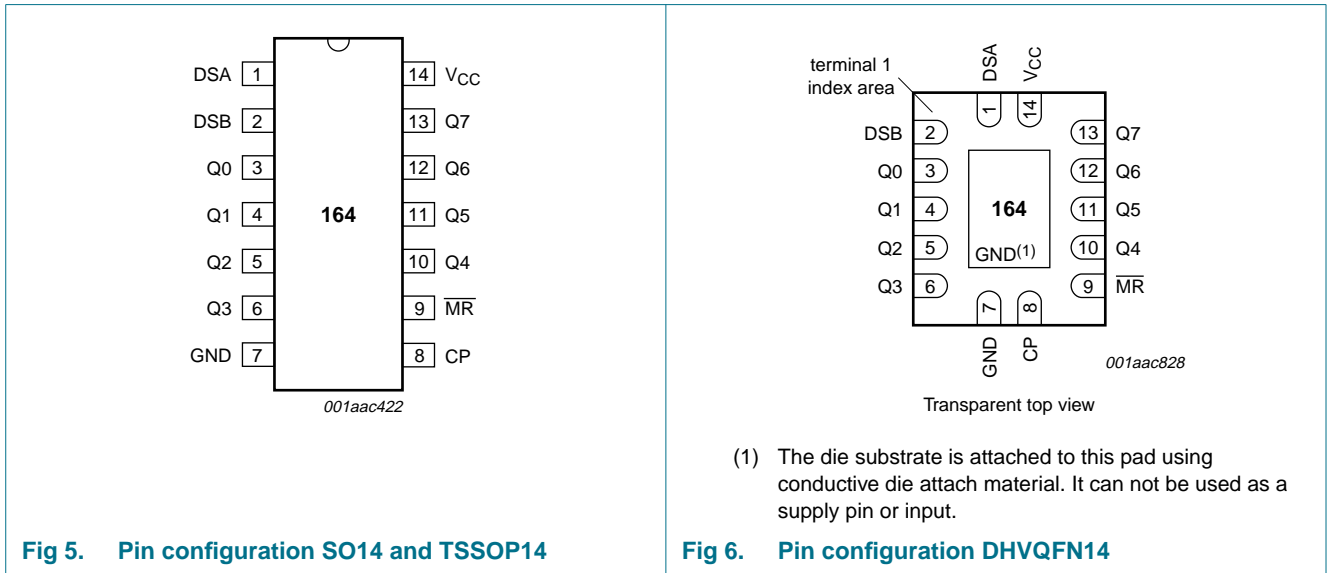 DSA 1
14 VCC
DSB 2
13 Q7
Q0 3
12 Q6
Q1 4
164
11 Q5
Q2 5
10 Q4
Q3 6
9 MR
GND 7
8 CP
001aac422
Fig 5. Pin configuration SO14 and TSSOP14
terminal 1
index area
DSA
VCC
1
14
DSB 2
13 Q7
Q0 3
12 Q6
Q1 4
164
11 Q5
Q2 5
GND(1)
10 Q4
Q3 6
9 MR
7
8
GND
CP
001aac828
Transparent top view
(1) The die substrate is attached to this pad using
conductive die attach material. It can not be used as a
supply pin or input.
Fig 6. Pin configuration DHVQFN14